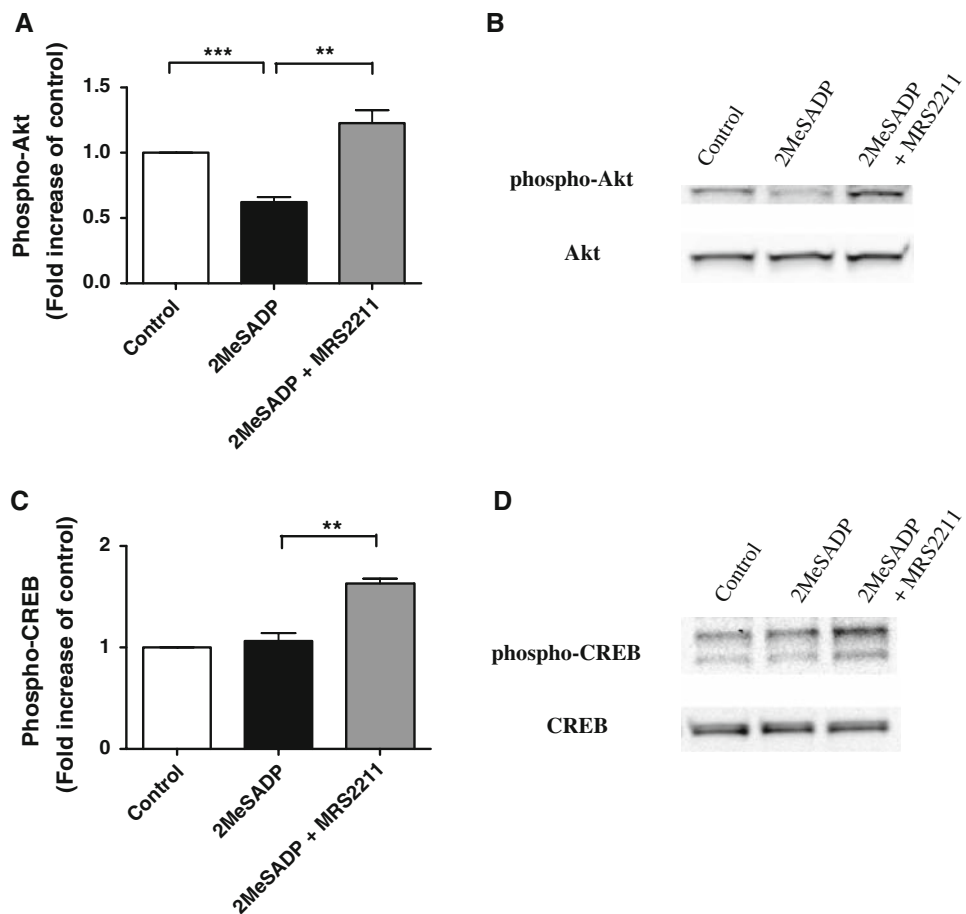 A
Phospho-Akt
(Fold increase of control)
***
**
1.5
1.0
0.5
0.0
Control
2MeSADP
2MeSADP + MRS2211
B
Control
2MeSADP
2MeSADP
+ MRS2211
phospho-Akt
Akt
C
Phospho-CREB
(Fold increase of control)
**
2
1
0
Control
2MeSADP
2MeSADP + MRS2211
D
Control
2MeSADP
2MeSADP
+ MRS2211
phospho-CREB
CREB